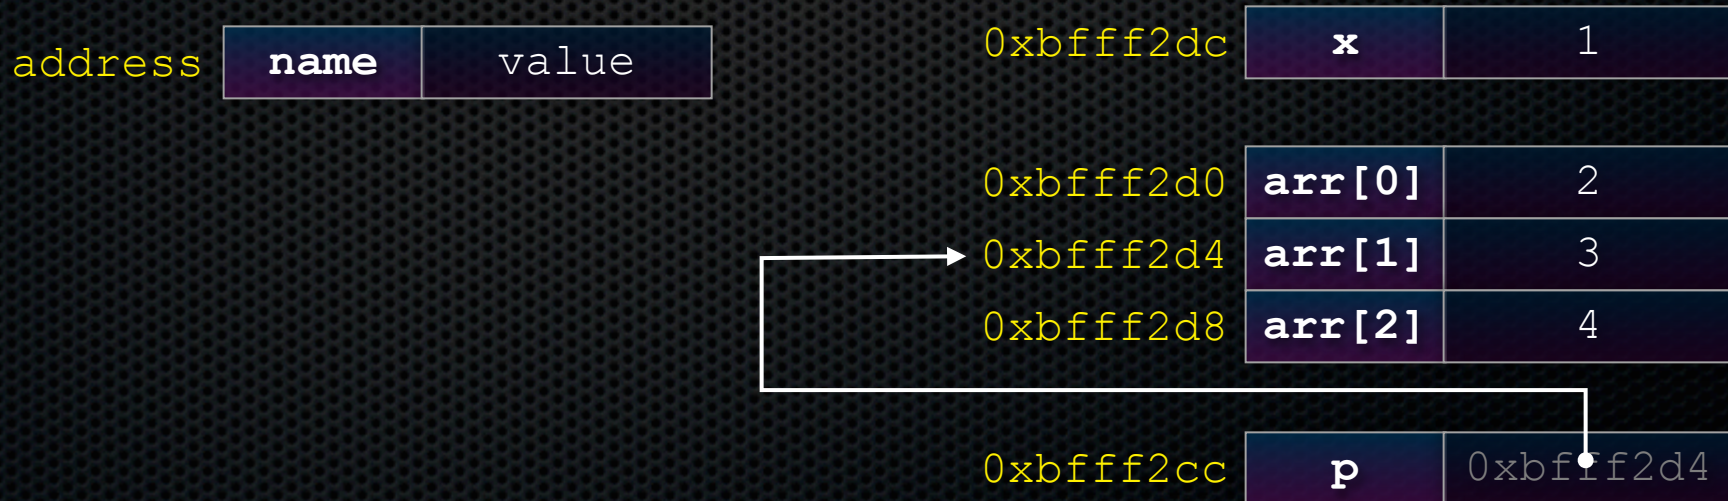 address name value
0xbfff2dc x 1
0xbfff2d0 arr[0] 2
0xbfff2d4 arr[1] 3
0xbfff2d8 arr[2] 4
0xbfff2cc p 0xbfff2d4